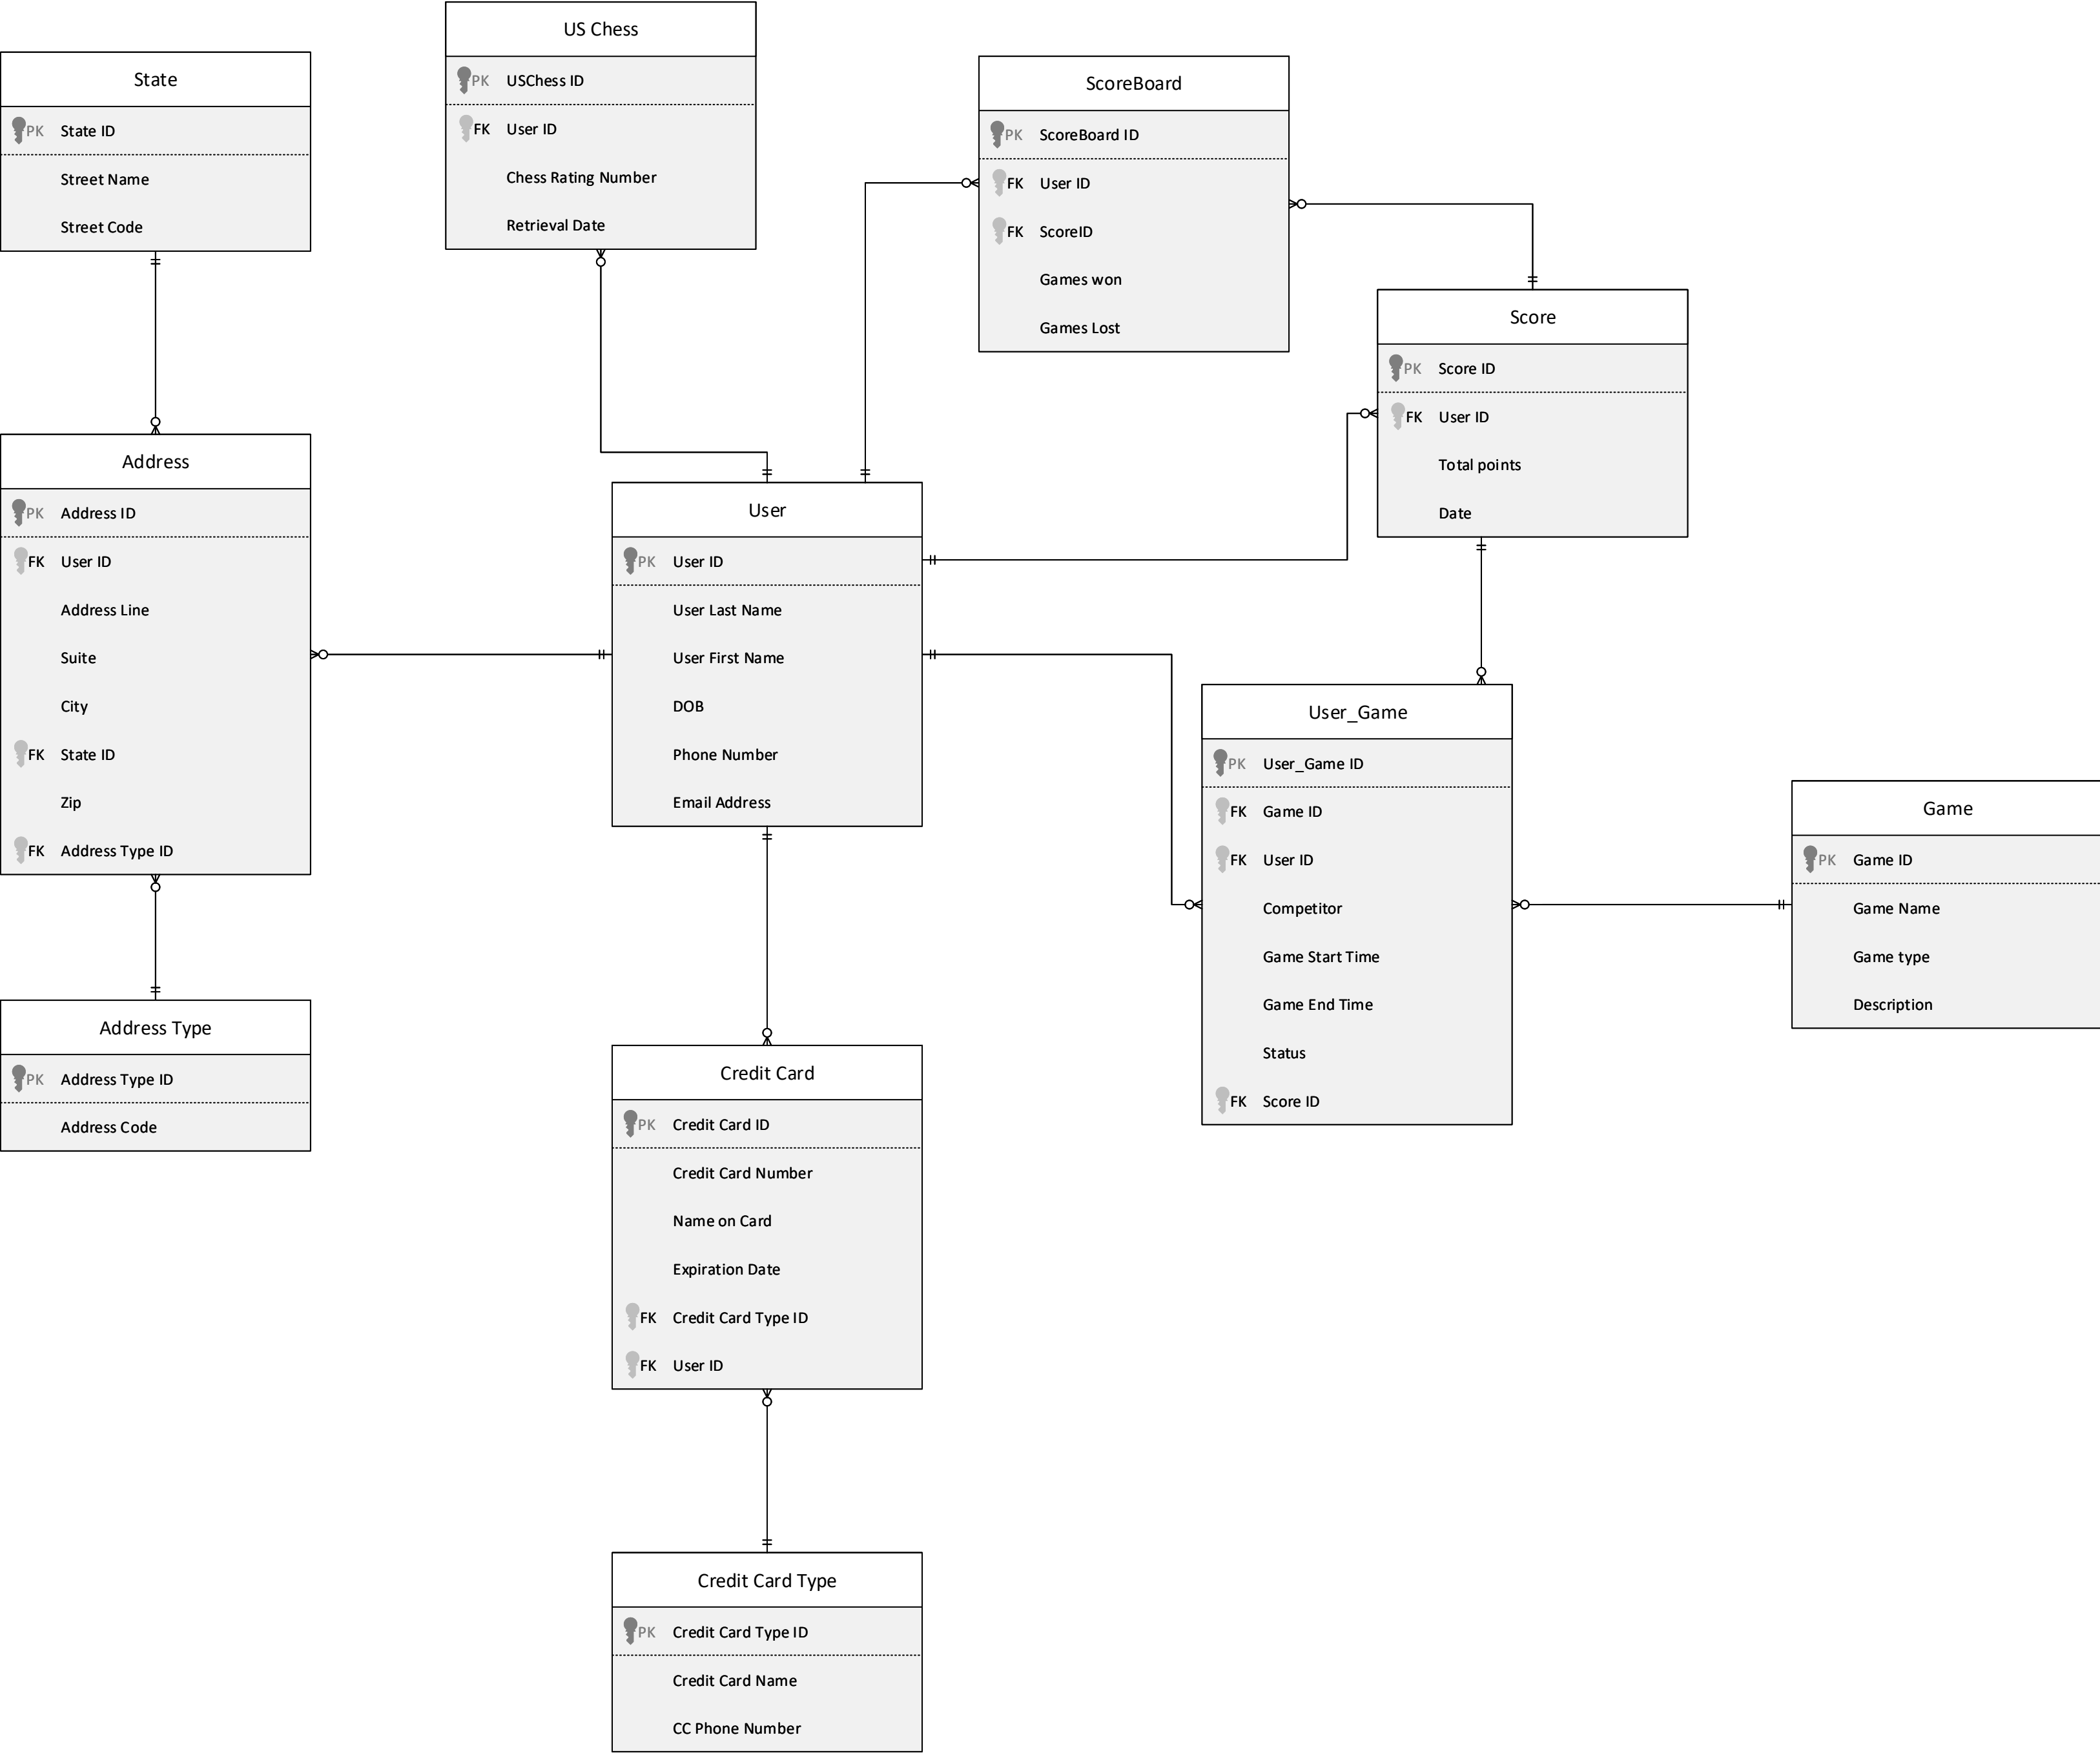 State
PK State ID
Street Name
Street Code
US Chess
PK USChess ID
FK User ID
Chess Rating Number
Retrieval Date
ScoreBoard
PK ScoreBoard ID
FK User ID
FK ScoreID
Games won
Games Lost
Score
PK Score ID
FK User ID
Total points
Date
Address
PK Address ID
FK User ID
Address Line
Suite
City
FK State ID
Zip
FK Address Type ID
User
PK User ID
User Last Name
User First Name
DOB
Phone Number
Email Address
User_Game
PK User_Game ID
FK Game ID
FK User ID
Competitor
Game Start Time
Game End Time
Status
FK Score ID
Game
PK Game ID
Game Name
Game type
Description
Address Type
PK Address Type ID
Address Code
Credit Card
PK Credit Card ID
Credit Card Number
Name on Card
Expiration Date
FK Credit Card Type ID
FK User ID
Credit Card Type
PK Credit Card Type ID
Credit Card Name
CC Phone Number